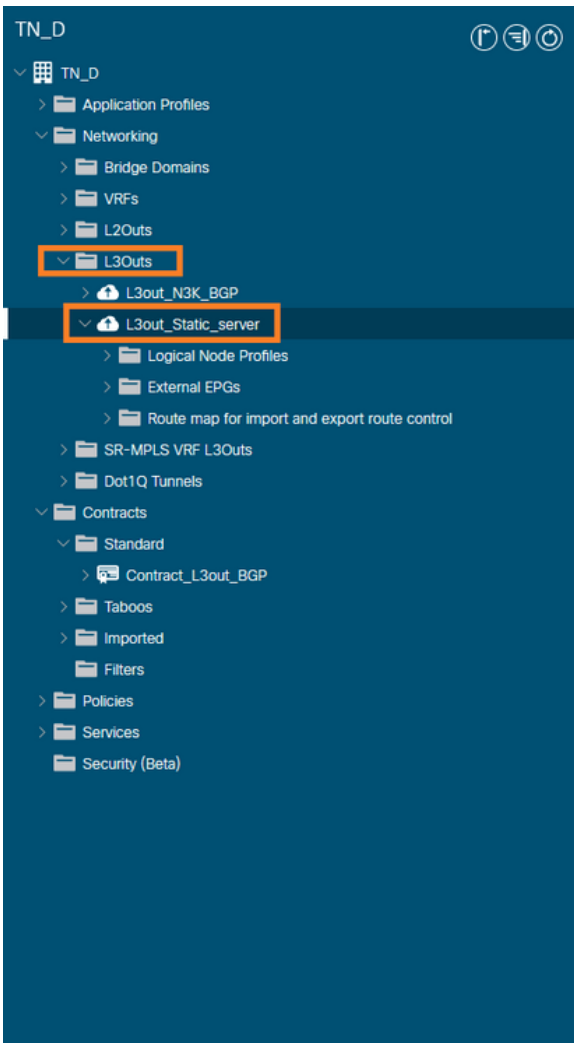 TN_D
TN_D
Application Profiles
Networking
Bridge Domains
VRFs
L2Outs
L3Outs
L3out_N3K_BGP
L3out_Static_server
Logical Node Profiles
External EPGs
Route map for import and export route control
SR-MPLS VRF L3Outs
Dot1Q Tunnels
Contracts
Standard
Contract_L3out_BGP
Taboos
Imported
Filters
Policies
Services
Security (Beta)